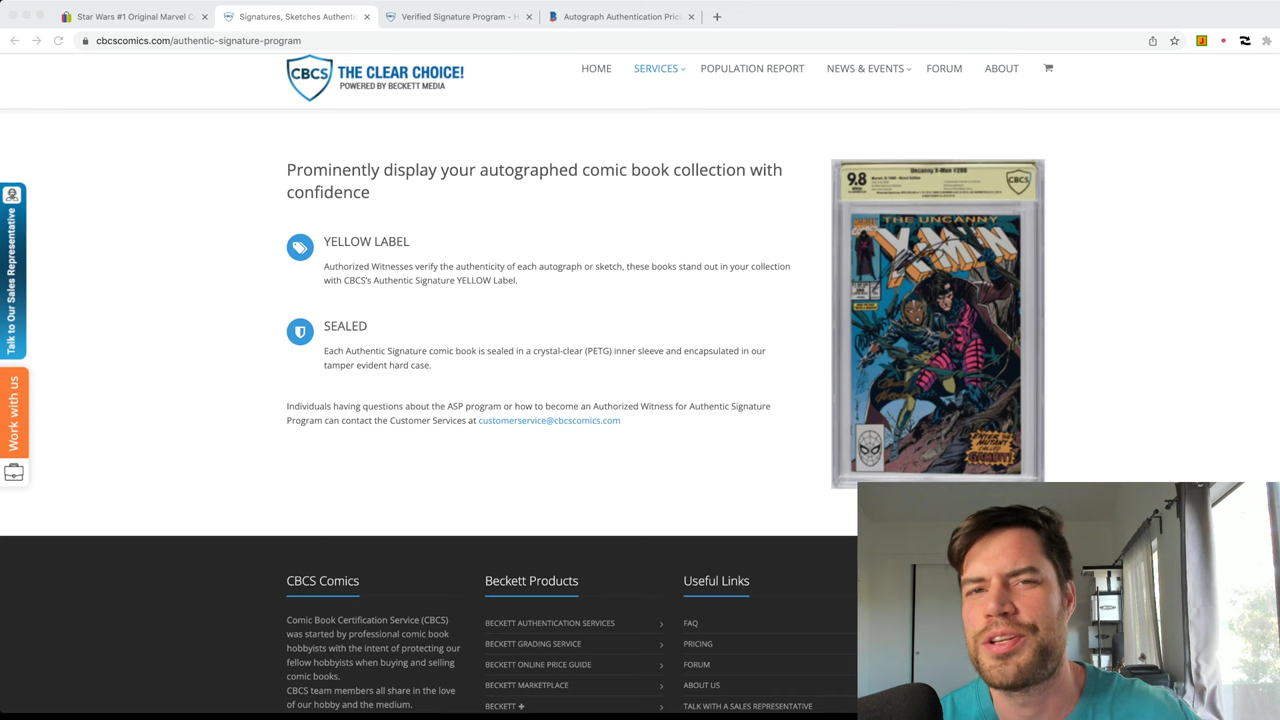 Star Wars #1 Original Marvel C
Signatures, Sketches Authentic
Verified Signature Program - H
Autograph Authentication Pric
cbcscomics.com/authentic-signature-program
CBCS
THE CLEAR CHOICE!
POWERED BY BECKETT MEDIA
HOME
SERVICES
POPULATION REPORT
NEWS & EVENTS
FORUM
ABOUT
Talk to Our Sales Representative
Work with us
Prominently display your autographed comic book collection with
confidence
YELLOW LABEL
Authorized Witnesses verify the authenticity of each autograph or sketch, these books stand out in your collection
with CBCS's Authentic Signature YELLOW Label.
SEALED
Each Authentic Signature comic book is sealed in a crystal-clear (PETG) inner sleeve and encapsulated in our
tamper evident hard case.
Individuals having questions about the ASP program or how to become an Authorized Witness for Authentic Signature
Program can contact the Customer Services at customerservice@cbcscomics.com
9.8
Uncanny X-Men #266
CBCS
THE UNCANNY
X-MEN
ENTER THE
MUTANT
CALLED
GAMBIT!
CBCS Comics
Comic Book Certification Service (CBCS)
was started by professional comic book
hobbyists with the intent of protecting our
fellow hobbyists when buying and selling
comic books.
CBCS team members all share in the love
of our hobby and the medium.
Beckett Products
BECKETT AUTHENTICATION SERVICES
BECKETT GRADING SERVICE
BECKETT ONLINE PRICE GUIDE
BECKETT MARKETPLACE
BECKETT +
Useful Links
FAQ
PRICING
FORUM
ABOUT US
TALK WITH A SALES REPRESENTATIVE